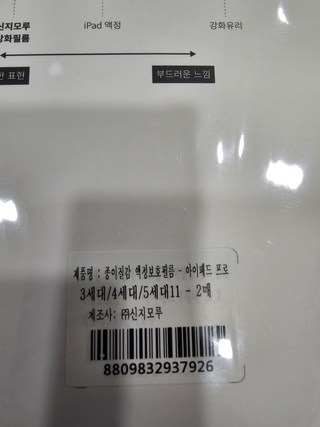 신지모루
강화필름
iPad 액정
강화유리
한 표현
부드러운 느낌
제품명 : 종이질감 액정보호필름 - 아이패드 프로
3세대/4세대/5세대11 - 2매
제조사: ㈜신지모루
8809832937926